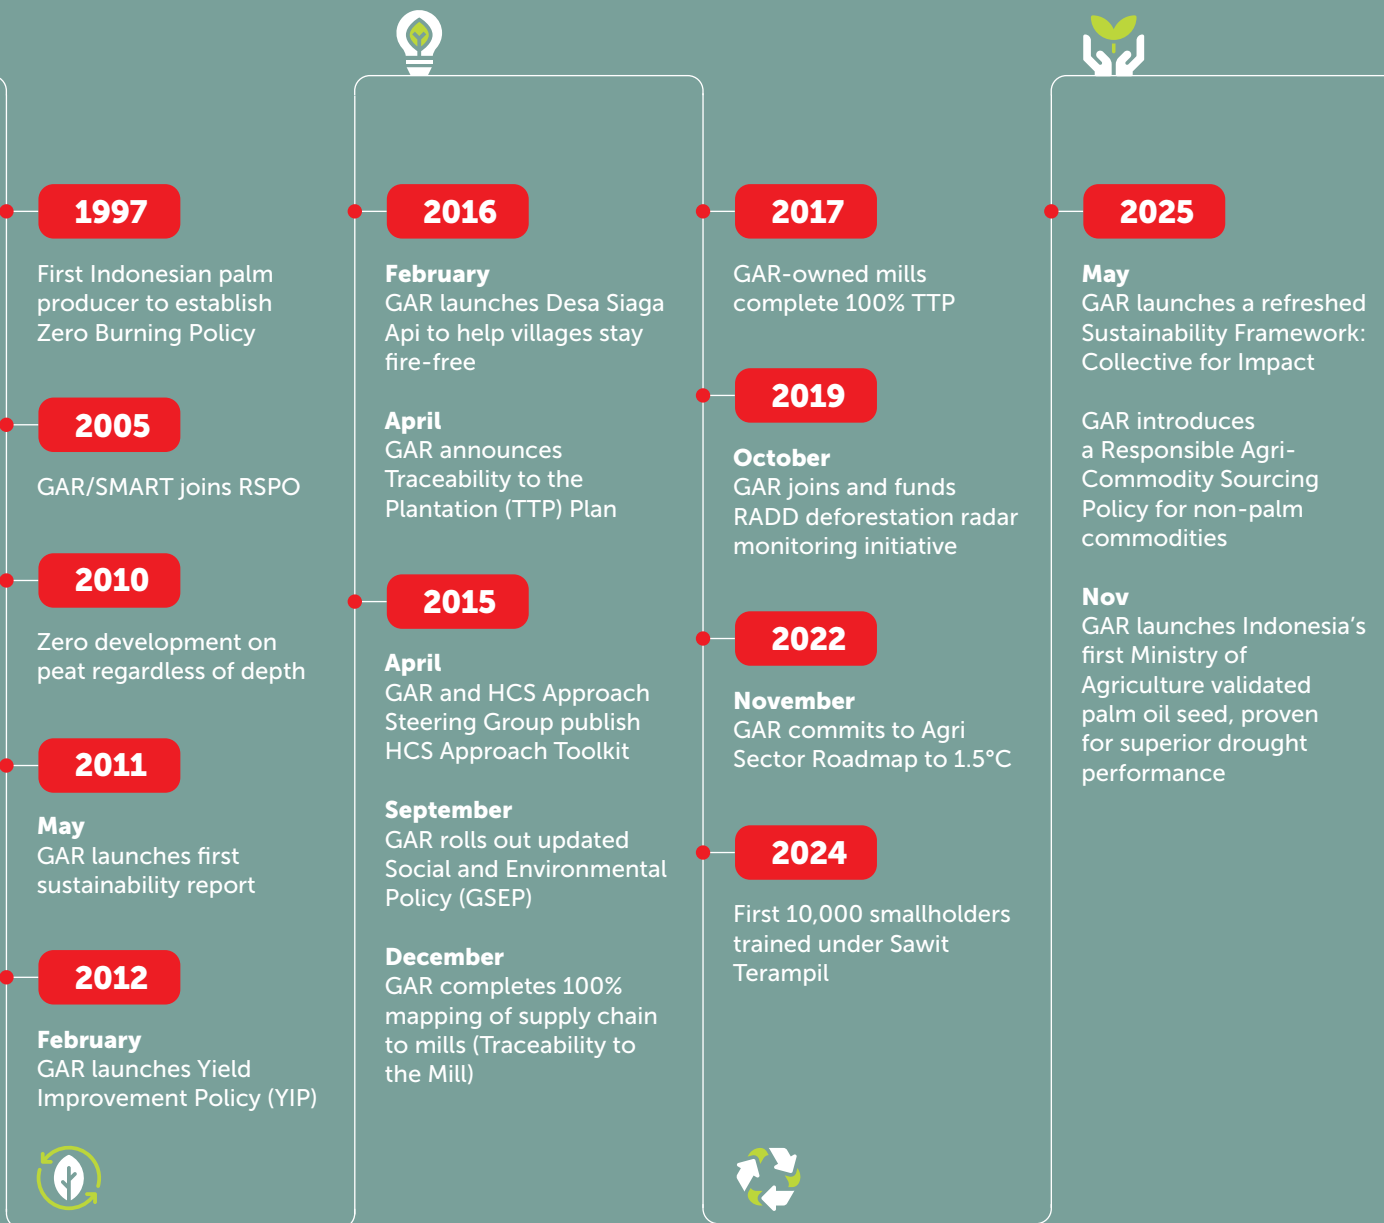 1997
First Indonesian palm
producer to establish
Zero Burning Policy
2005
GAR/SMART joins RSPO
2010
Zero development on
peat regardless of depth
2011
May
GAR launches first
sustainability report
2012
February
GAR launches Yield
Improvement Policy (YIP)
2016
February
GAR launches Desa Siaga
Api to help villages stay
fire-free
April
GAR announces
Traceability to the
Plantation (TTP) Plan
2015
April
GAR and HCS Approach
Steering Group publish
HCS Approach Toolkit
September
GAR rolls out updated
Social and Environmental
Policy (GSEP)
December
GAR completes 100%
mapping of supply chain
to mills (Traceability to
the Mill)
2017
GAR-owned mills
complete 100% TTP
2019
October
GAR joins and funds
RADD deforestation radar
monitoring initiative
2022
November
GAR commits to Agri
Sector Roadmap to 1.5°C
2024
First 10,000 smallholders
trained under Sawit
Terampil
2025
May
GAR launches a refreshed
Sustainability Framework:
Collective for Impact
GAR introduces
a Responsible Agri-
Commodity Sourcing
Policy for non-palm
commodities
Nov
GAR launches Indonesia’s
first Ministry of
Agriculture validated
palm oil seed, proven
for superior drought
performance